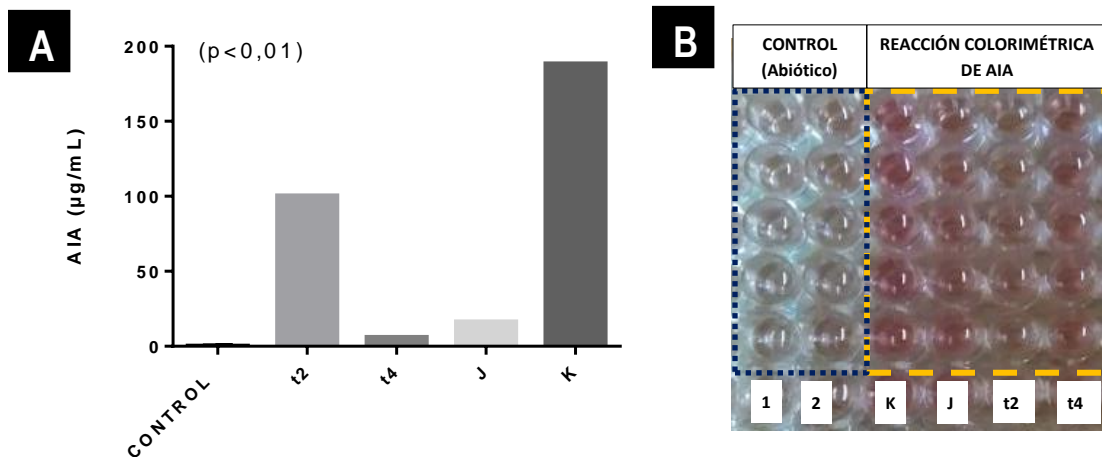 A
(p<0,01)
AIA (µg/mL)
200
150
100
50
0
CONTROL
t2
t4
J
K
B
CONTROL
(Abiótico)
REACCIÓN COLORIMÉTRICA
DE AIA
1
2
K
J
t2
t4